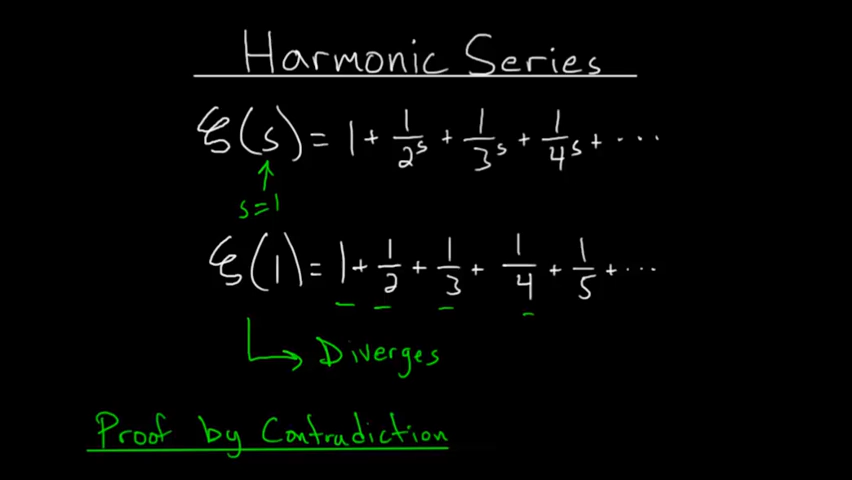 Harmonic Series
ξ(s) = 1 + 1/2^s + 1/3^s + 1/4^s + ...
s=1
ξ(1) = 1 + 1/2 + 1/3 + 1/4 + 1/5 + ...
Diverges
Proof by Contradiction